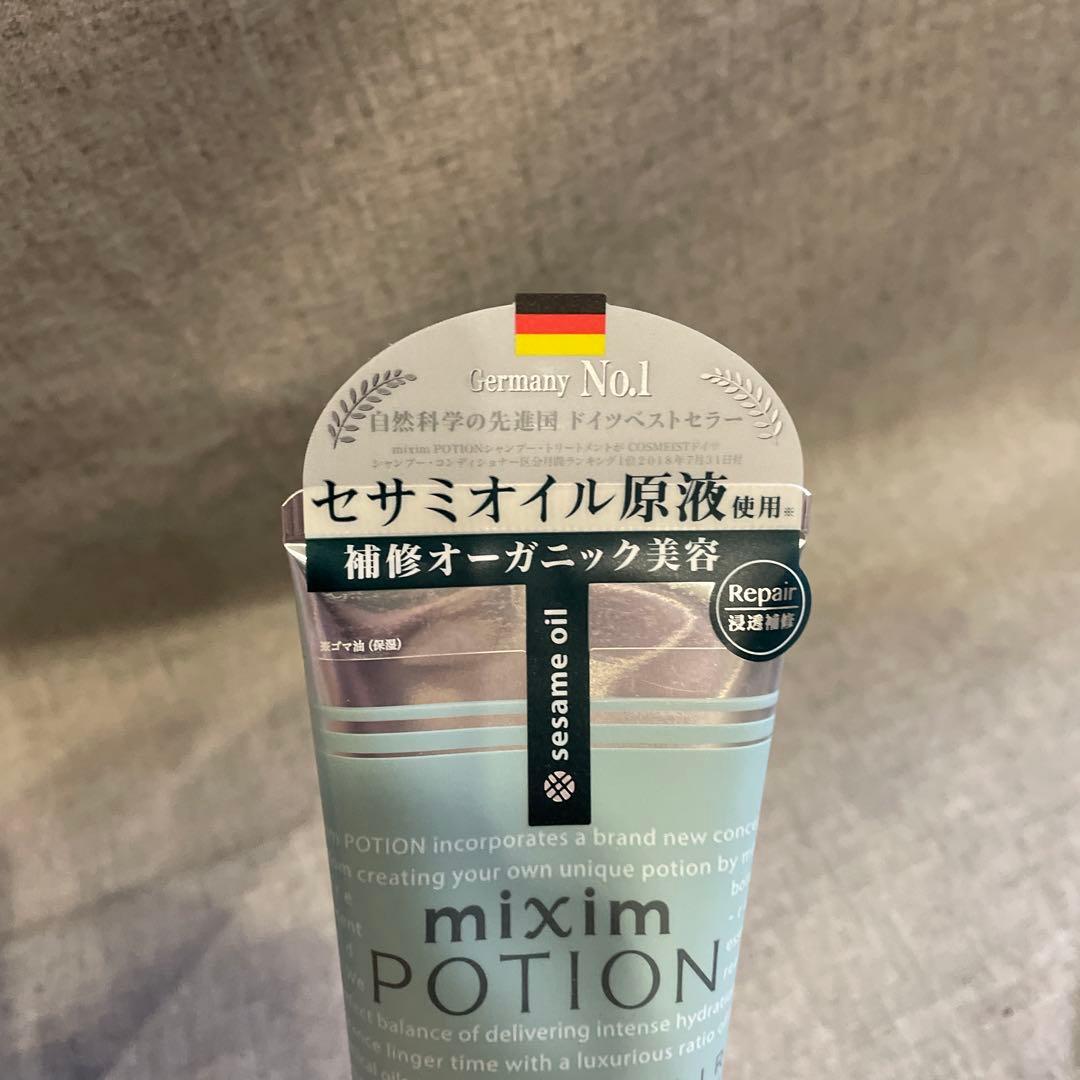 Germany No.1
自然科学の先進国 ドイツベストセラー
mixim POTIONシャンプー・トリートメントが COSMEISTドイツ
シャンプー・コンディショナー区分月間ランキング1位2018年7月31日付
セサミオイル原液使用※
補修オーガニック美容
Repair
浸透補修
※ゴマ油(保湿)
sesame oil
POTION incorporates a brand new conce
creating your own unique potion by m
mixim
POTION
balance of delivering intense hydra
linger time with a luxurious ratio o